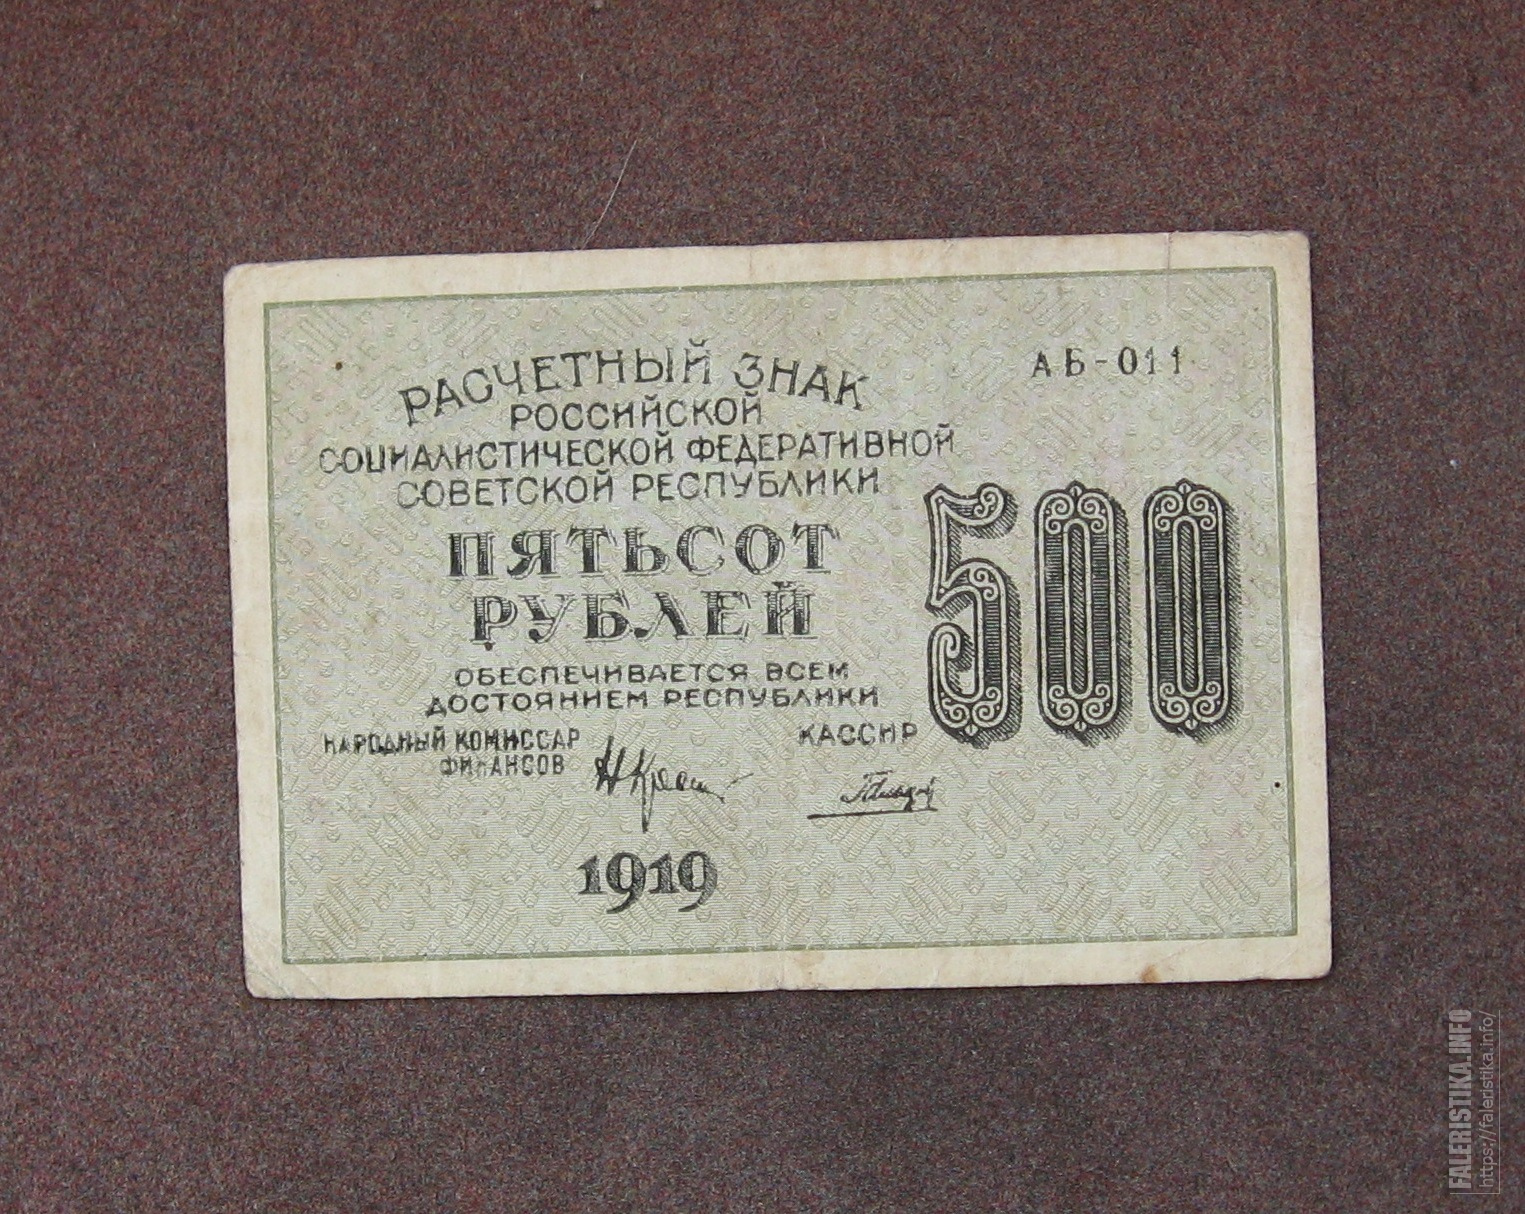 РАСЧЕТНЫЙ ЗНАК
РОССИЙСКОЙ
СОЦИАЛИСТИЧЕСКОЙ ФЕДЕРАТИВНОЙ
СОВЕТСКОЙ РЕСПУБЛИКИ
АБ-011
ПЯТЬСОТ
РУБЛЕЙ
500
ОБЕСПЕЧИВАЕТСЯ ВСЕМ
ДОСТОЯНИЕМ РЕСПУБЛИКИ
НАРОДНЫЙ КОМИССАР
ФИНАНСОВ
КАССИР
1919
FALERISTIKA.INFO
https://faleristika.info/